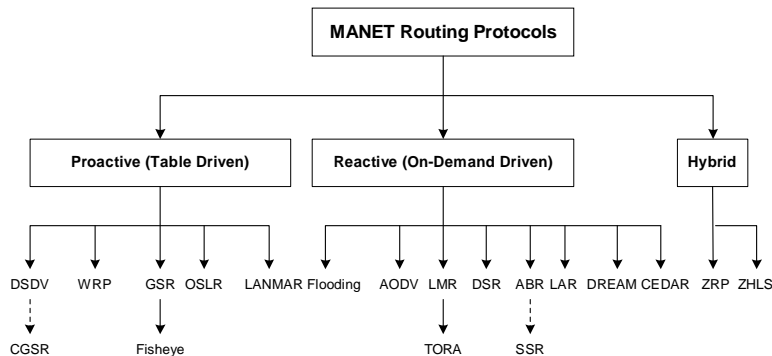 MANET Routing Protocols
Proactive (Table Driven)
Reactive (On-Demand Driven)
Hybrid
DSDV
WRP
GSR
OSLR
LANMAR
Flooding
AODV
LMR
DSR
ABR
LAR
DREAM
CEDAR
ZRP
ZHLS
CGSR
Fisheye
TORA
SSR